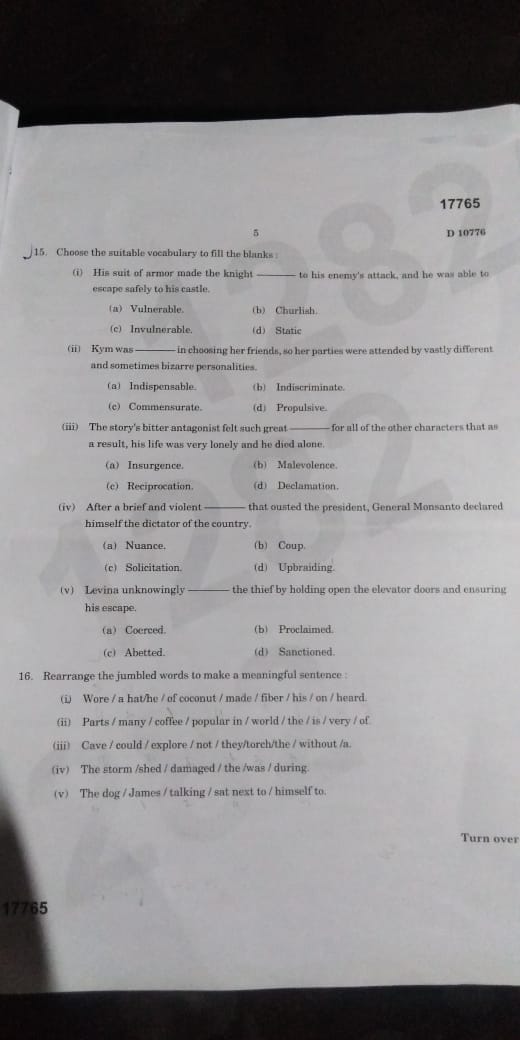 17765
5
D 10776
15. Choose the suitable vocabulary to fill the blanks :
(i) His suit of armor made the knight ——— to his enemy's attack, and he was able to
escape safely to his castle.
(a) Vulnerable. (b) Churlish.
(c) Invulnerable. (d) Static
(ii) Kym was ——— in choosing her friends, so her parties were attended by vastly different
and sometimes bizarre personalities.
(a) Indispensable. (b) Indiscriminate.
(c) Commensurate. (d) Propulsive.
(iii) The story's bitter antagonist felt such great ——— for all of the other characters that as
a result, his life was very lonely and he died alone.
(a) Insurgence. (b) Malevolence.
(c) Reciprocation. (d) Declamation.
(iv) After a brief and violent ——— that ousted the president, General Monsanto declared
himself the dictator of the country.
(a) Nuance. (b) Coup.
(c) Solicitation. (d) Upbraiding.
(v) Levina unknowingly ——— the thief by holding open the elevator doors and ensuring
his escape.
(a) Coerced. (b) Proclaimed.
(c) Abetted. (d) Sanctioned.
16. Rearrange the jumbled words to make a meaningful sentence :
(i) Wore / a hat/he / of coconut / made / fiber / his / on / heard.
(ii) Parts / many / coffee / popular in / world / the / is / very / of.
(iii) Cave / could / explore / not / they/torch/the / without /a.
(iv) The storm /shed / damaged / the /was / during.
(v) The dog / James / talking / sat next to / himself to.
Turn over
17765